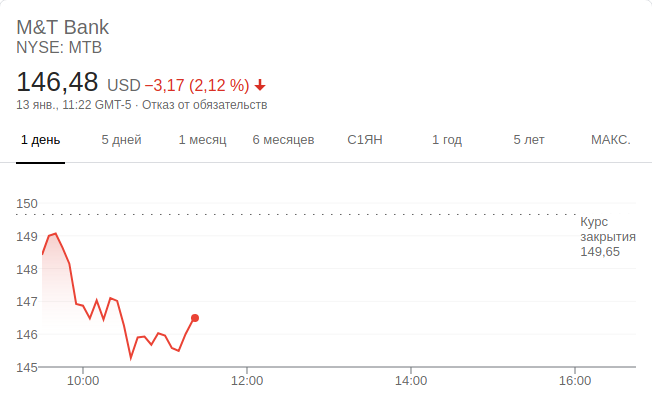 M&T Bank
NYSE: MTB
146,48 USD −3,17 (2,12 %)
13 янв., 11:22 GMT-5 · Отказ от обязательств
1 день 5 дней 1 месяц 6 месяцев С1ЯН 1 год 5 лет МАКС.
150
149
148
147
146
145
Курс
закрытия
149,65
10:00 12:00 14:00 16:00